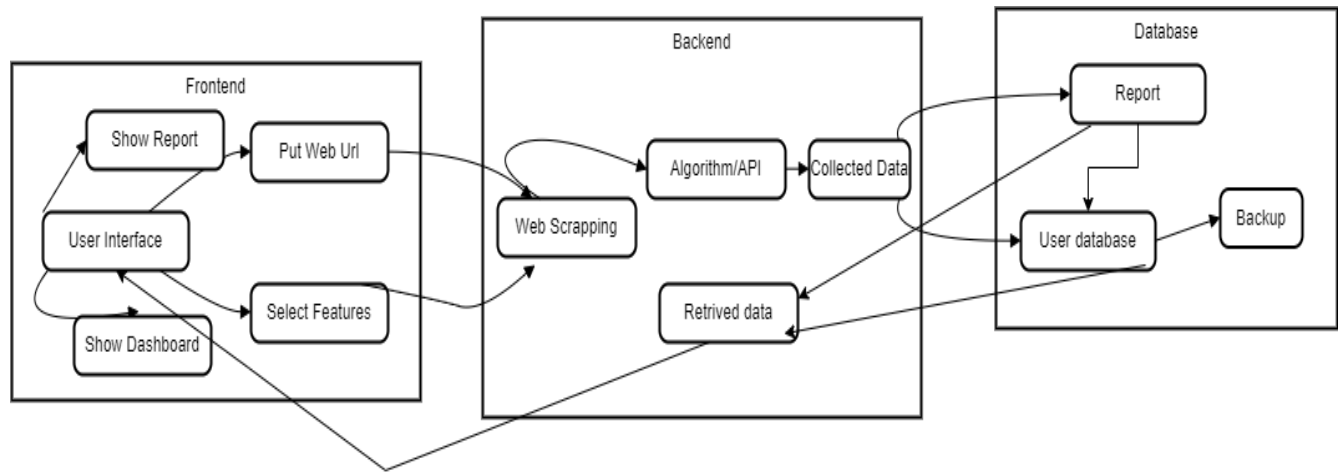 Frontend
Show Report
Put Web Url
User Interface
Select Features
Show Dashboard
Backend
Algorithm/API
Collected Data
Web Scrapping
Retrived data
Database
Report
User database
Backup